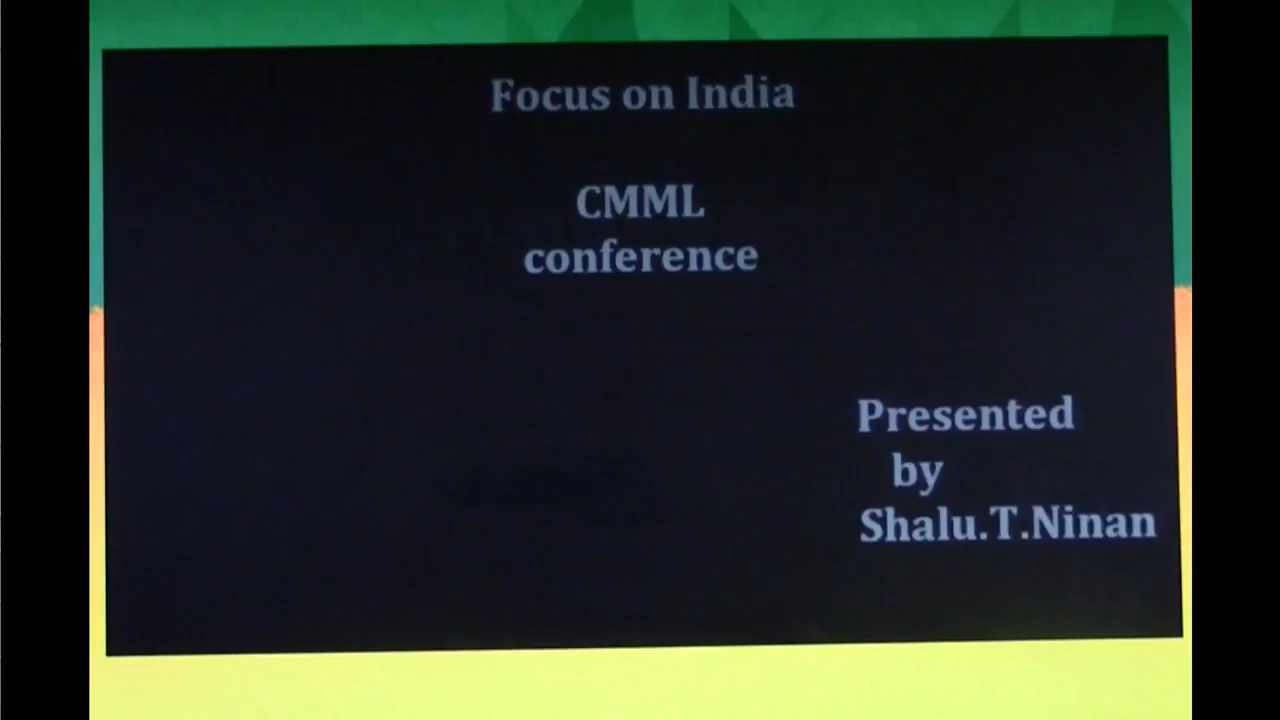 Focus on India
CMML
conference
Presented
by
Shalu.T.Ninan